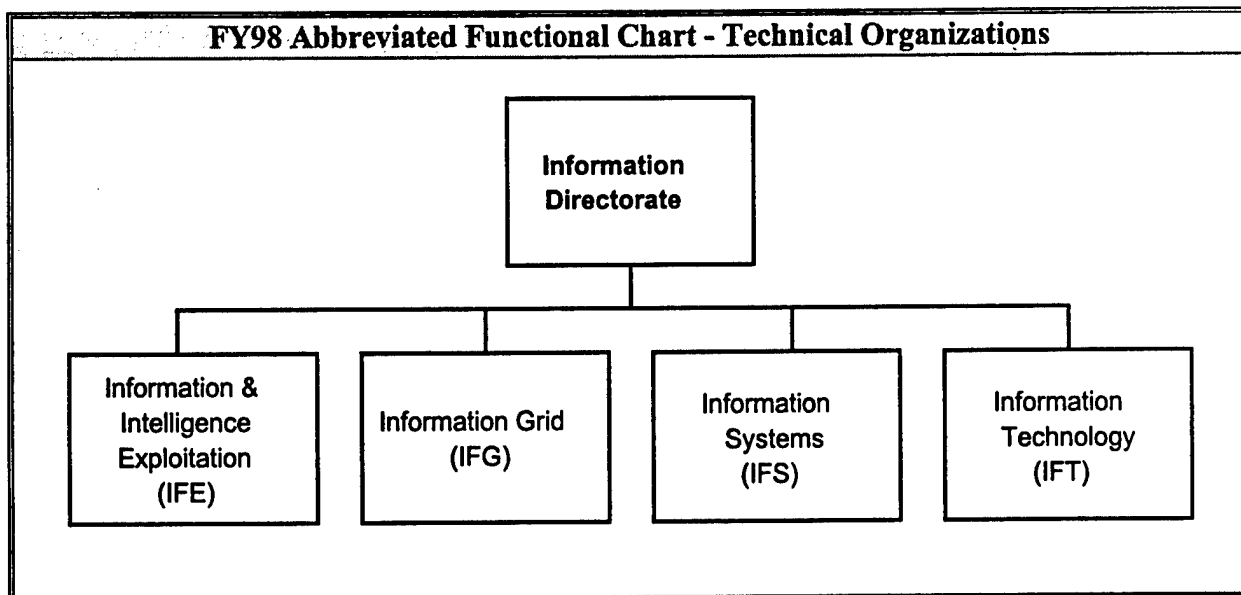 FY98 Abbreviated Functional Chart - Technical Organizations
Information
Directorate
Information &
Intelligence
Exploitation
(IFE)
Information Grid
(IFG)
Information
Systems
(IFS)
Information
Technology
(IFT)